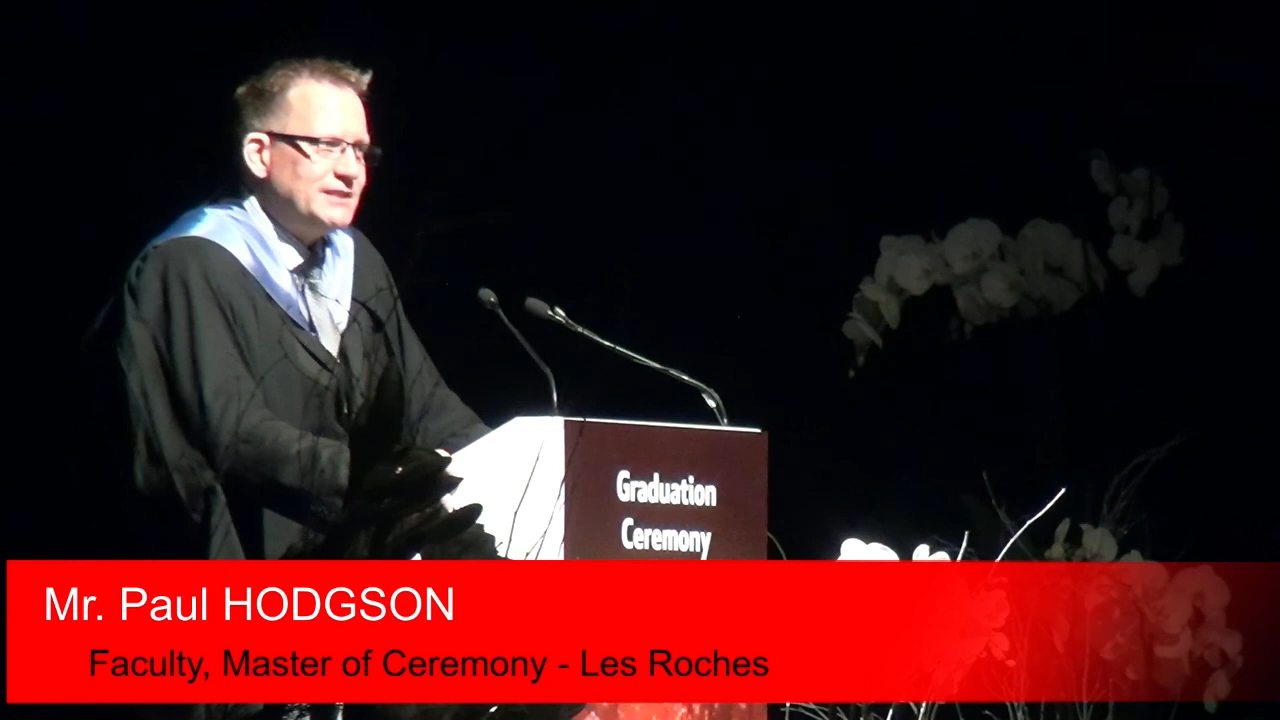 Graduation
Ceremony
Mr. Paul HODGSON
Faculty, Master of Ceremony - Les Roches